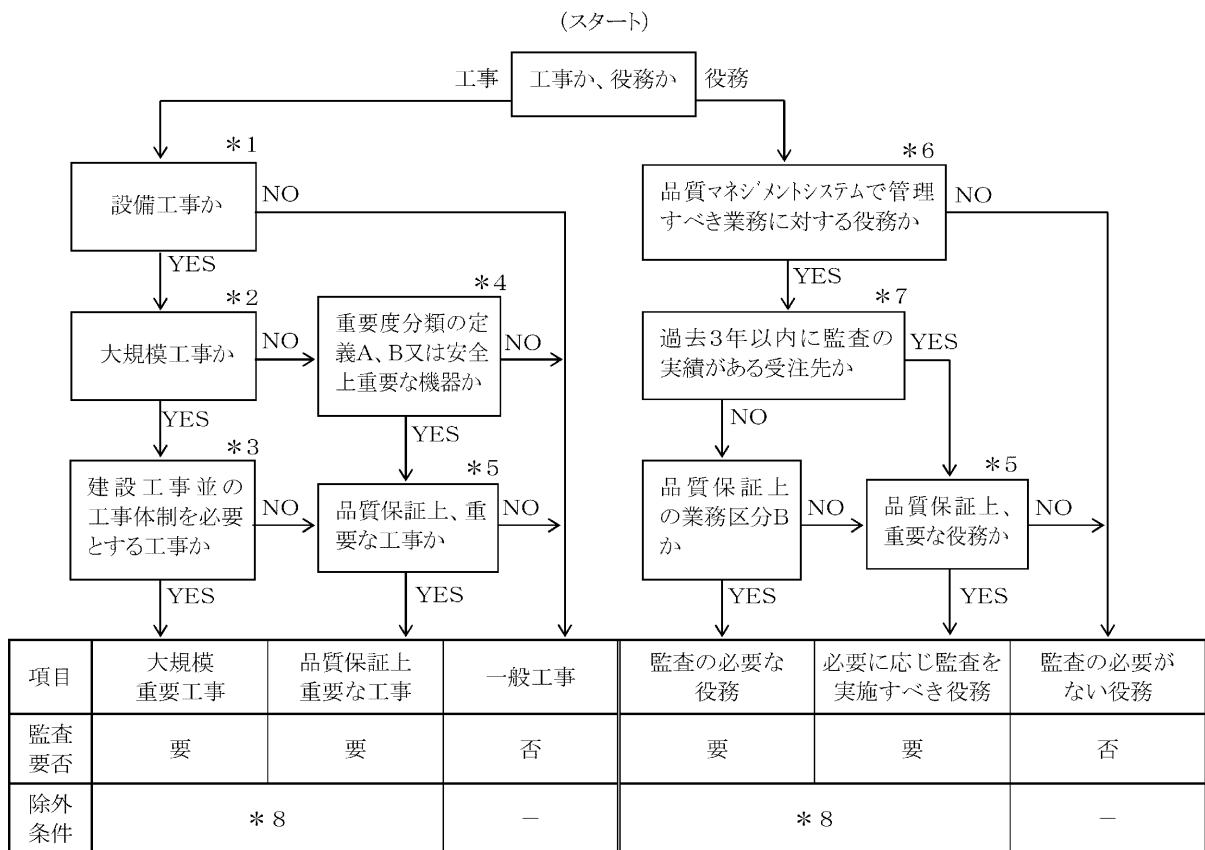 (スタート)
工事
工事か、役務か
役務
*1
設備工事か
NO
YES
*2
大規模工事か
NO
YES
*3
建設工事並の
工事体制を必要
とする工事か
NO
YES
*4
重要度分類の定
義A、B又は安全
上重要な機器か
NO
YES
*5
品質保証上、重
要な工事か
NO
YES
*6
品質マネジメントシステムで管理
すべき業務に対する役務か
NO
YES
*7
過去3年以内に監査の
実績がある受注先か
YES
NO
品質保証上
の業務区分B
か
NO
YES
*5
品質保証上、
重要な役務か
NO
YES
項目
大規模
重要工事
品質保証上
重要な工事
一般工事
監査の必要な
役務
必要に応じ監査を
実施すべき役務
監査の必要が
ない役務
監査
要否
要
要
否
要
要
否
除外
条件
*8
-
*8
-